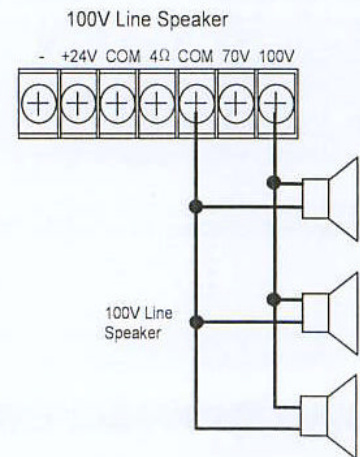 100V Line Speaker
- +24V COM 4Ω COM 70V 100V
100V Line
Speaker